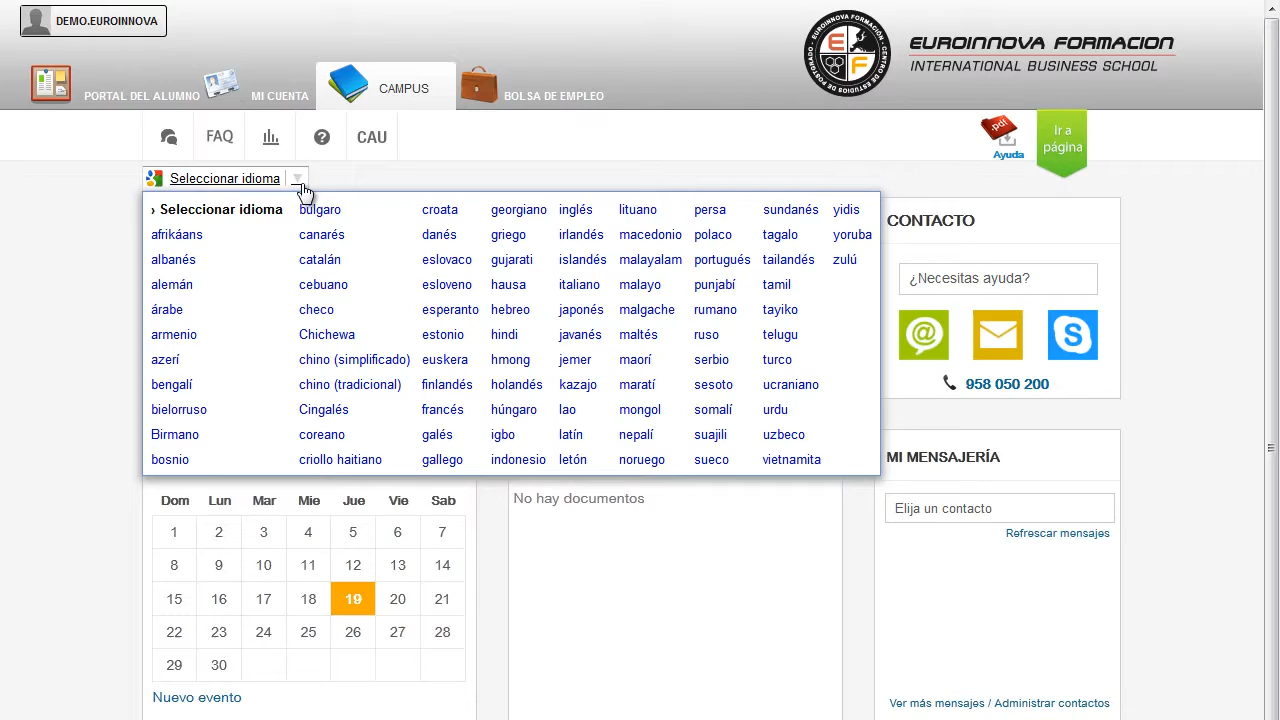 DEMO.EUROINNOVA
EUROINNOVA FORMACION
INTERNATIONAL BUSINESS SCHOOL
EUROINNOVA FORMACIÓN
CENTRO DE ESTUDIOS DE POSTGRADO
E
F
PORTAL DEL ALUMNO
MI CUENTA
CAMPUS
BOLSA DE EMPLEO
FAQ
?
CAU
.pdf
Ayuda
Ir a
página
Seleccionar idioma ▼
› Seleccionar idioma búlgaro croata georgiano inglés lituano persa sundanés yidis
afrikáans canarés danés griego irlandés macedonio polaco tagalo yoruba
albanés catalán eslovaco gujarati islandés malayalam portugués tailandés zulú
alemán cebuano esloveno hausa italiano malayo punjabí tamil
árabe checo esperanto hebreo japonés malgache rumano tayiko
armenio Chichewa estonio hindi javanés maltés ruso telugu
azerí chino (simplificado) euskera hmong jemer maorí serbio turco
bengalí chino (tradicional) finlandés holandés kazajo maratí sesoto ucraniano
bielorruso Cingalés francés húngaro lao mongol somalí urdu
Birmano coreano galés igbo latín nepalí suajili uzbeco
bosnio criollo haitiano gallego indonesio letón noruego sueco vietnamita
CONTACTO
¿Necesitas ayuda?
@
S
958 050 200
MI MENSAJERÍA
Elija un contacto
Refrescar mensajes
Ver más mensajes / Administrar contactos
No hay documentos
Dom Lun Mar Mie Jue Vie Sab
1 2 3 4 5 6 7
8 9 10 11 12 13 14
15 16 17 18 19 20 21
22 23 24 25 26 27 28
29 30
Nuevo evento